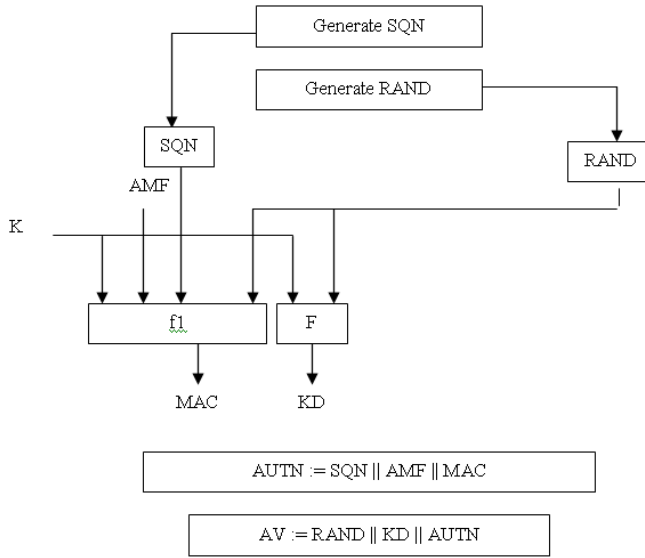 Generate SQN
Generate RAND
SQN
RAND
AMF
K
f1
F
MAC
KD
AUTN := SQN || AMF || MAC
AV := RAND || KD || AUTN